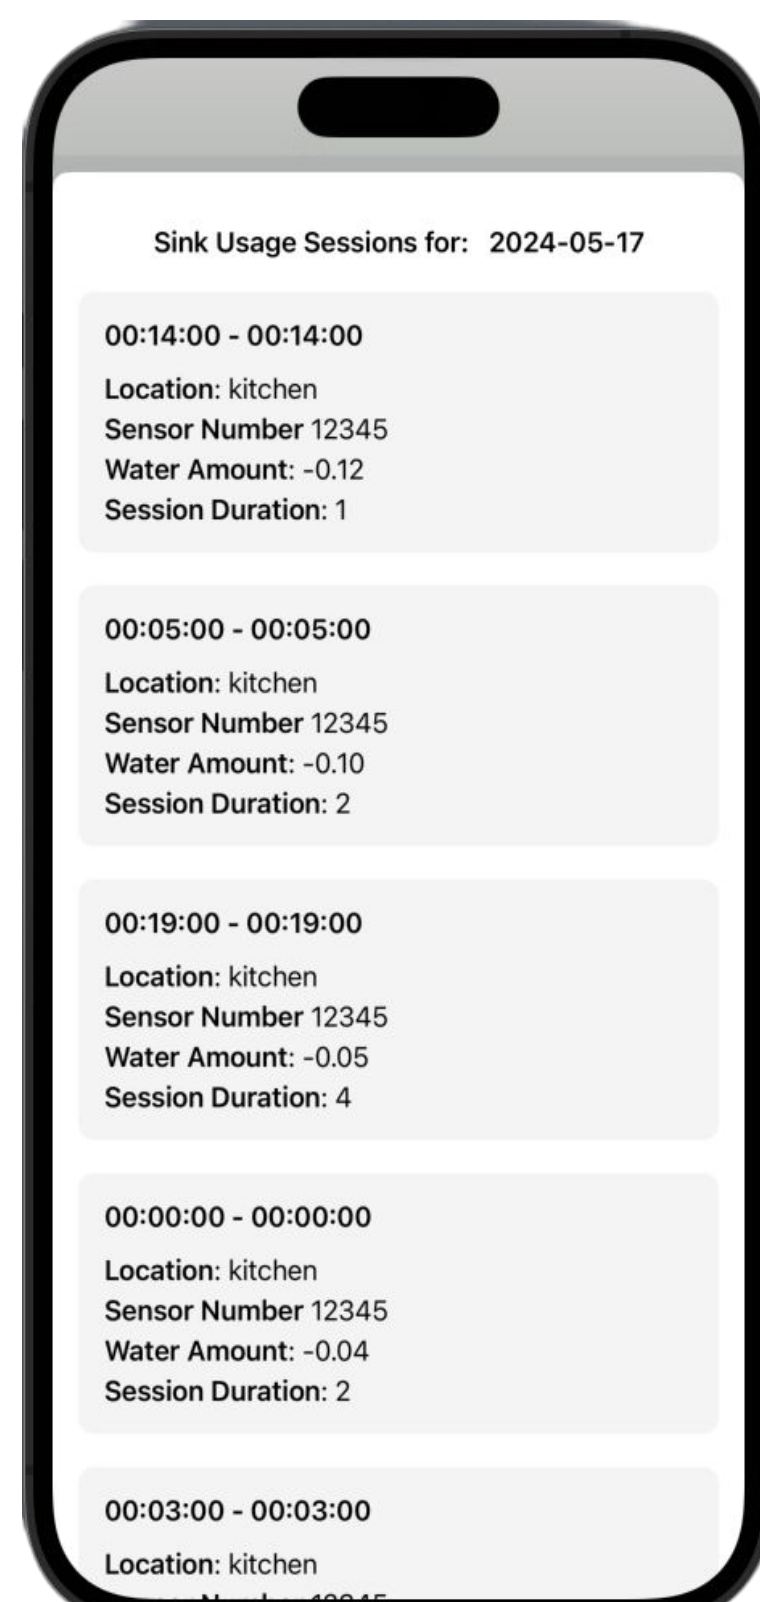 Sink Usage Sessions for: 2024-05-17
00:14:00 - 00:14:00
Location: kitchen
Sensor Number 12345
Water Amount: -0.12
Session Duration: 1
00:05:00 - 00:05:00
Location: kitchen
Sensor Number 12345
Water Amount: -0.10
Session Duration: 2
00:19:00 - 00:19:00
Location: kitchen
Sensor Number 12345
Water Amount: -0.05
Session Duration: 4
00:00:00 - 00:00:00
Location: kitchen
Sensor Number 12345
Water Amount: -0.04
Session Duration: 2
00:03:00 - 00:03:00
Location: kitchen